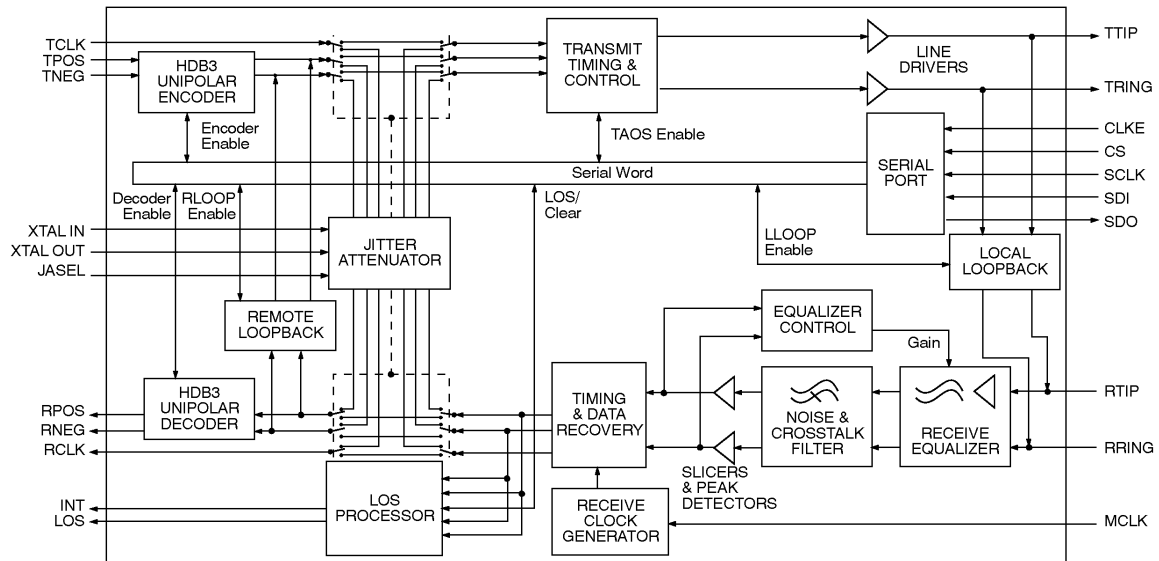 TCLK
TPOS
TNEG
HDB3
UNIPOLAR
ENCODER
TRANSMIT
TIMING &
CONTROL
LINE
DRIVERS
TTIP
TRING
Encoder
Enable
TAOS Enable
SERIAL
PORT
CLKE
CS
SCLK
SDI
SDO
Serial Word
Decoder
Enable
RLOOP
Enable
LOS/
Clear
LLOOP
Enable
XTAL IN
XTAL OUT
JASEL
JITTER
ATTENUATOR
LOCAL
LOOPBACK
REMOTE
LOOPBACK
EQUALIZER
CONTROL
Gain
HDB3
UNIPOLAR
DECODER
TIMING
& DATA
RECOVERY
NOISE &
CROSSTALK
FILTER
RECEIVE
EQUALIZER
RPOS
RNEG
RCLK
RTIP
RRING
SLICERS
& PEAK
DETECTORS
INT
LOS
LOS
PROCESSOR
RECEIVE
CLOCK
GENERATOR
MCLK